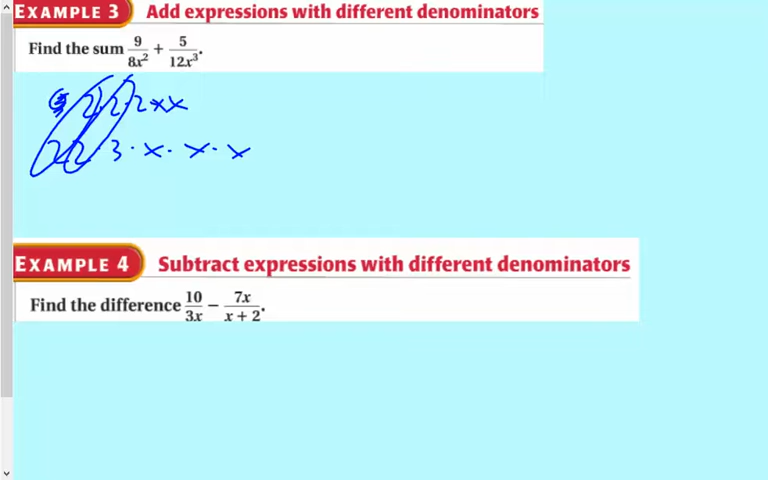 EXAMPLE 3 Add expressions with different denominators
Find the sum 9/8x² + 5/12x³.
2 2 2 x x
2 2 3 · x · x · x
EXAMPLE 4 Subtract expressions with different denominators
Find the difference 10/3x − 7x/x + 2.